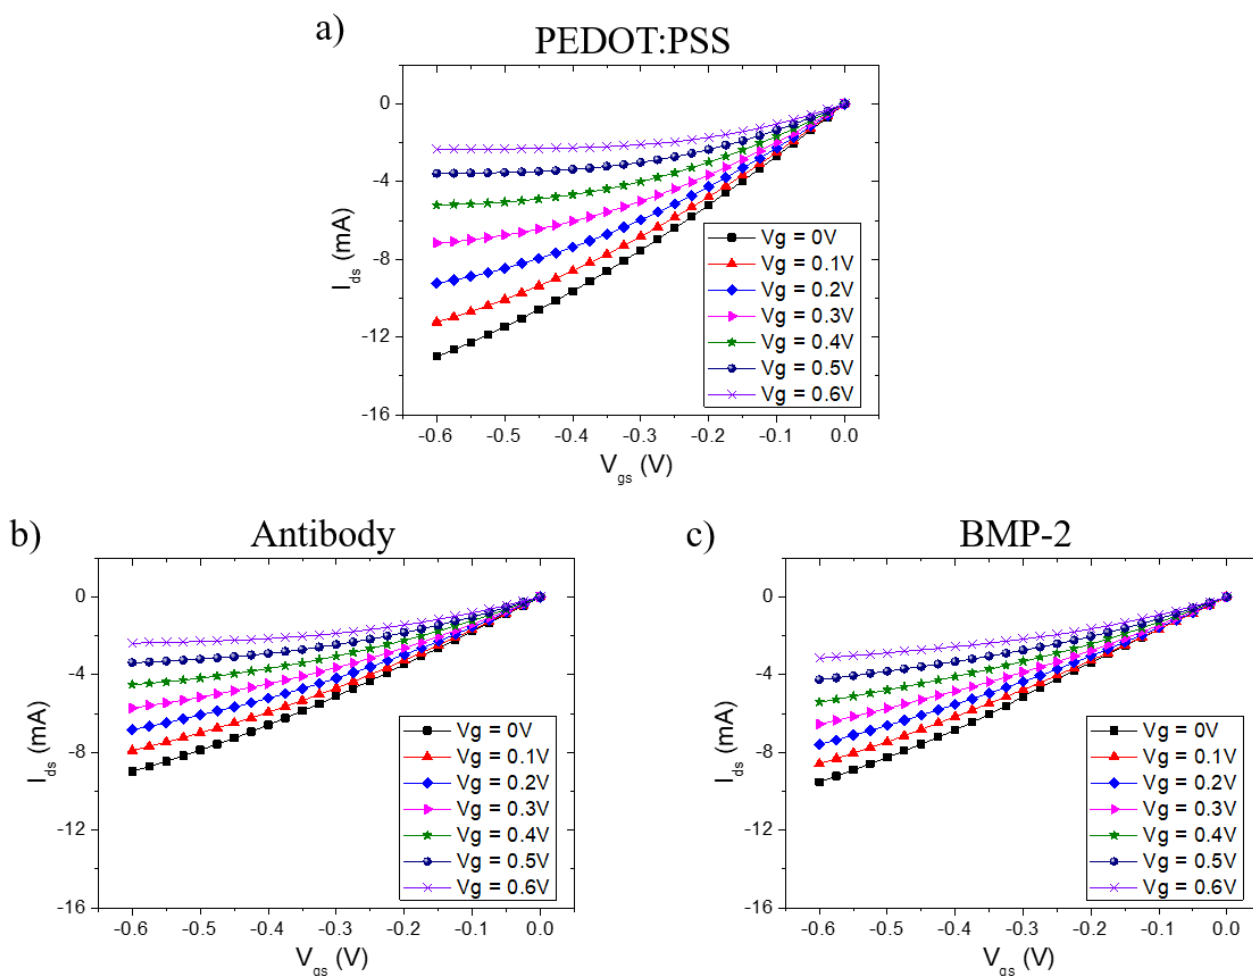 a)
PEDOT:PSS
0
-4
-8
-12
-16
I_ds (mA)
Vg = 0V
Vg = 0.1V
Vg = 0.2V
Vg = 0.3V
Vg = 0.4V
Vg = 0.5V
Vg = 0.6V
-0.6 -0.5 -0.4 -0.3 -0.2 -0.1 0.0
V_gs (V)
b)
Antibody
0
-4
-8
-12
-16
I_ds (mA)
Vg = 0V
Vg = 0.1V
Vg = 0.2V
Vg = 0.3V
Vg = 0.4V
Vg = 0.5V
Vg = 0.6V
-0.6 -0.5 -0.4 -0.3 -0.2 -0.1 0.0
V_gs (V)
c)
BMP-2
0
-4
-8
-12
-16
I_ds (mA)
Vg = 0V
Vg = 0.1V
Vg = 0.2V
Vg = 0.3V
Vg = 0.4V
Vg = 0.5V
Vg = 0.6V
-0.6 -0.5 -0.4 -0.3 -0.2 -0.1 0.0
V_gs (V)